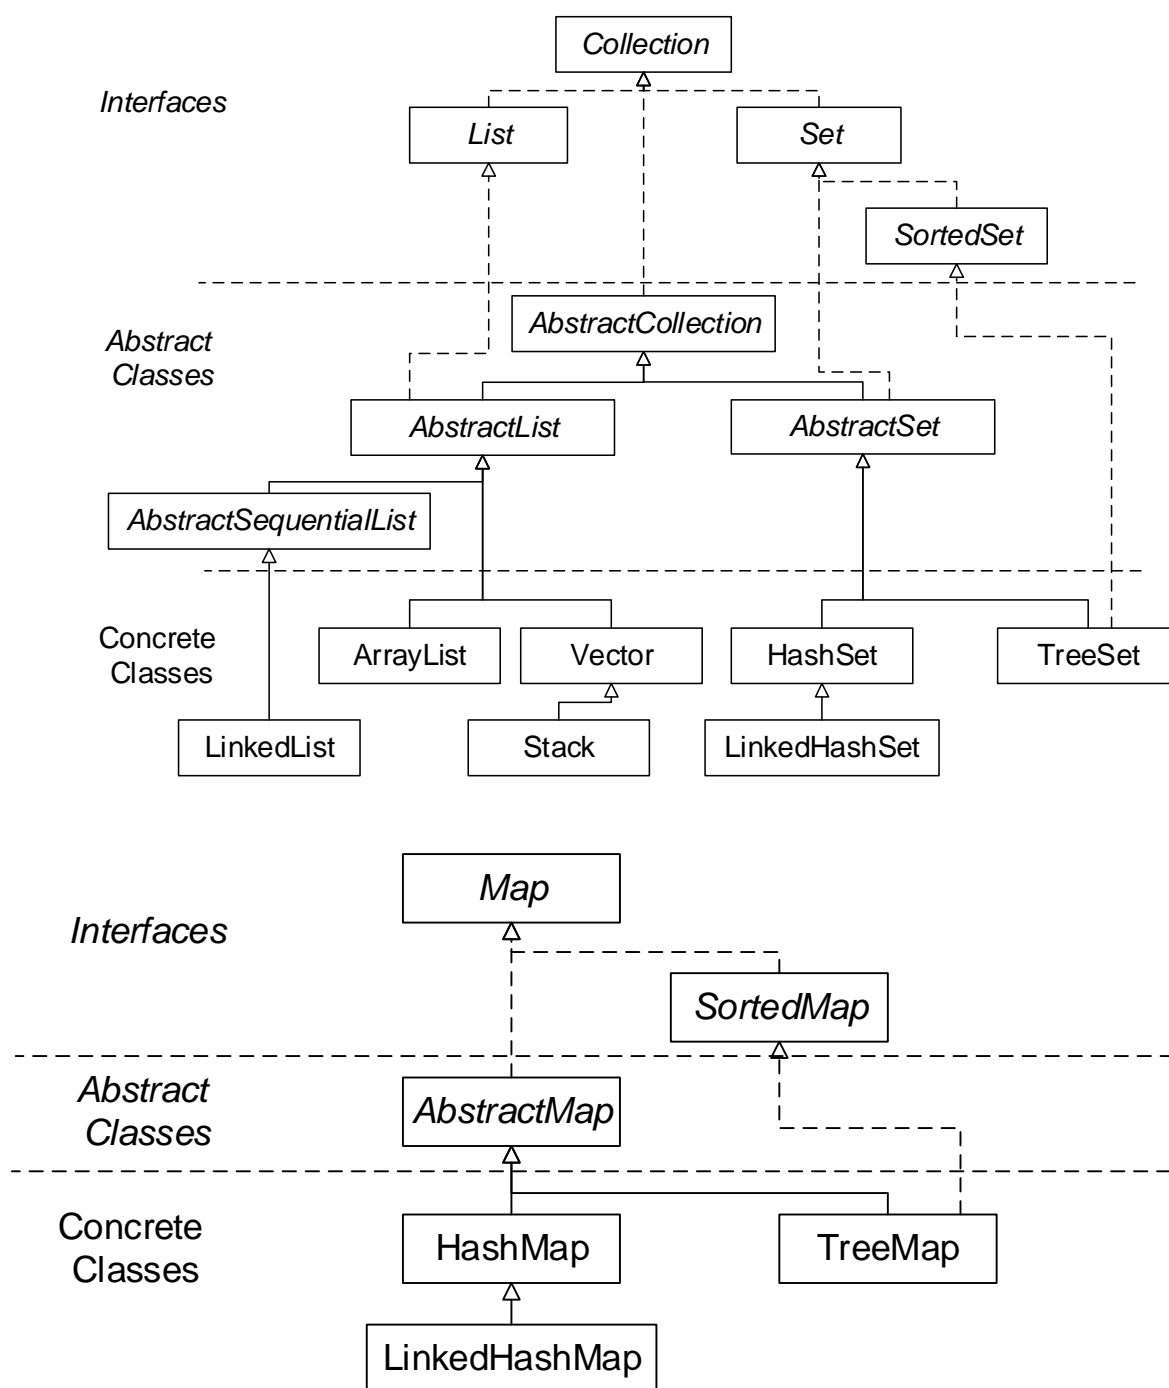 Collection
Interfaces
List
Set
SortedSet
AbstractCollection
Abstract
Classes
AbstractList
AbstractSet
AbstractSequentialList
Concrete
Classes
ArrayList
Vector
HashSet
TreeSet
LinkedList
Stack
LinkedHashSet
Map
Interfaces
SortedMap
Abstract
Classes
AbstractMap
Concrete
Classes
HashMap
TreeMap
LinkedHashMap